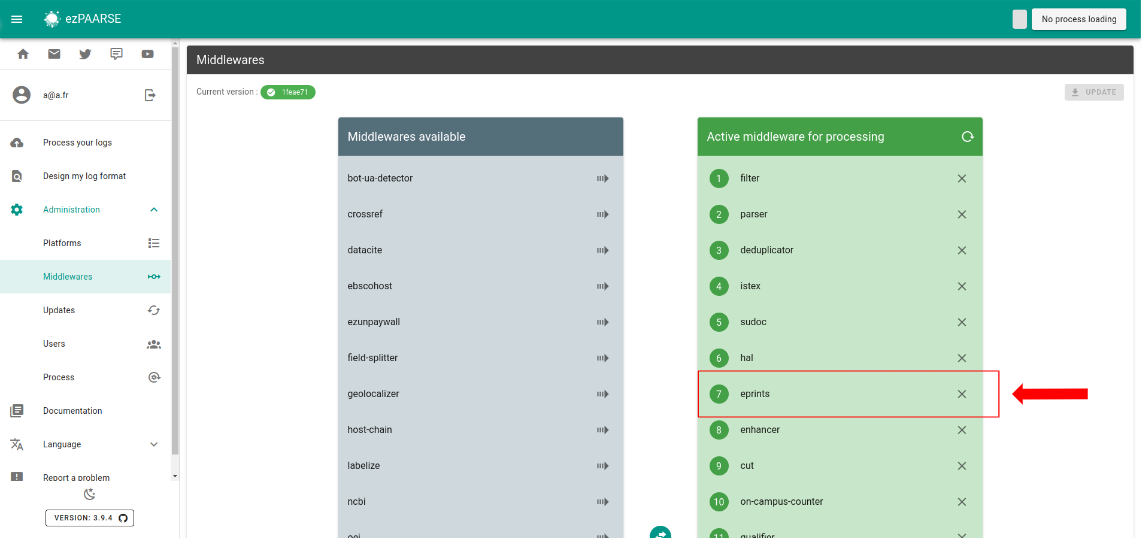 ezPAARSE
No process loading
a@a.fr
Process your logs
Design my log format
Administration
Platforms
Middlewares
Updates
Users
Process
Documentation
Language
Report a problem
VERSION: 3.9.4
Middlewares
Current version : 1feae71
UPDATE
Middlewares available
bot-ua-detector
crossref
datacite
ebscohost
ezunpaywall
field-splitter
geolocalizer
host-chain
labelize
ncbi
Active middleware for processing
1 filter
2 parser
3 deduplicator
4 istex
5 sudoc
6 hal
7 eprints
8 enhancer
9 cut
10 on-campus-counter
11 qualifier